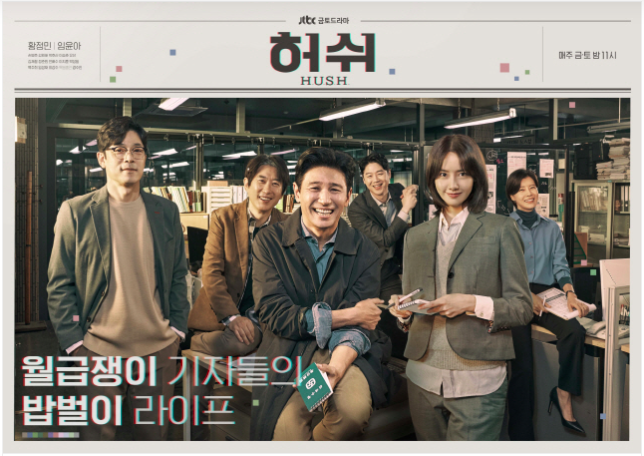 JTBC 금토드라마
황정민 | 임윤아
허쉬
HUSH
매주 금·토 밤 11시
월급쟁이 기자들의
밥벌이 라이프